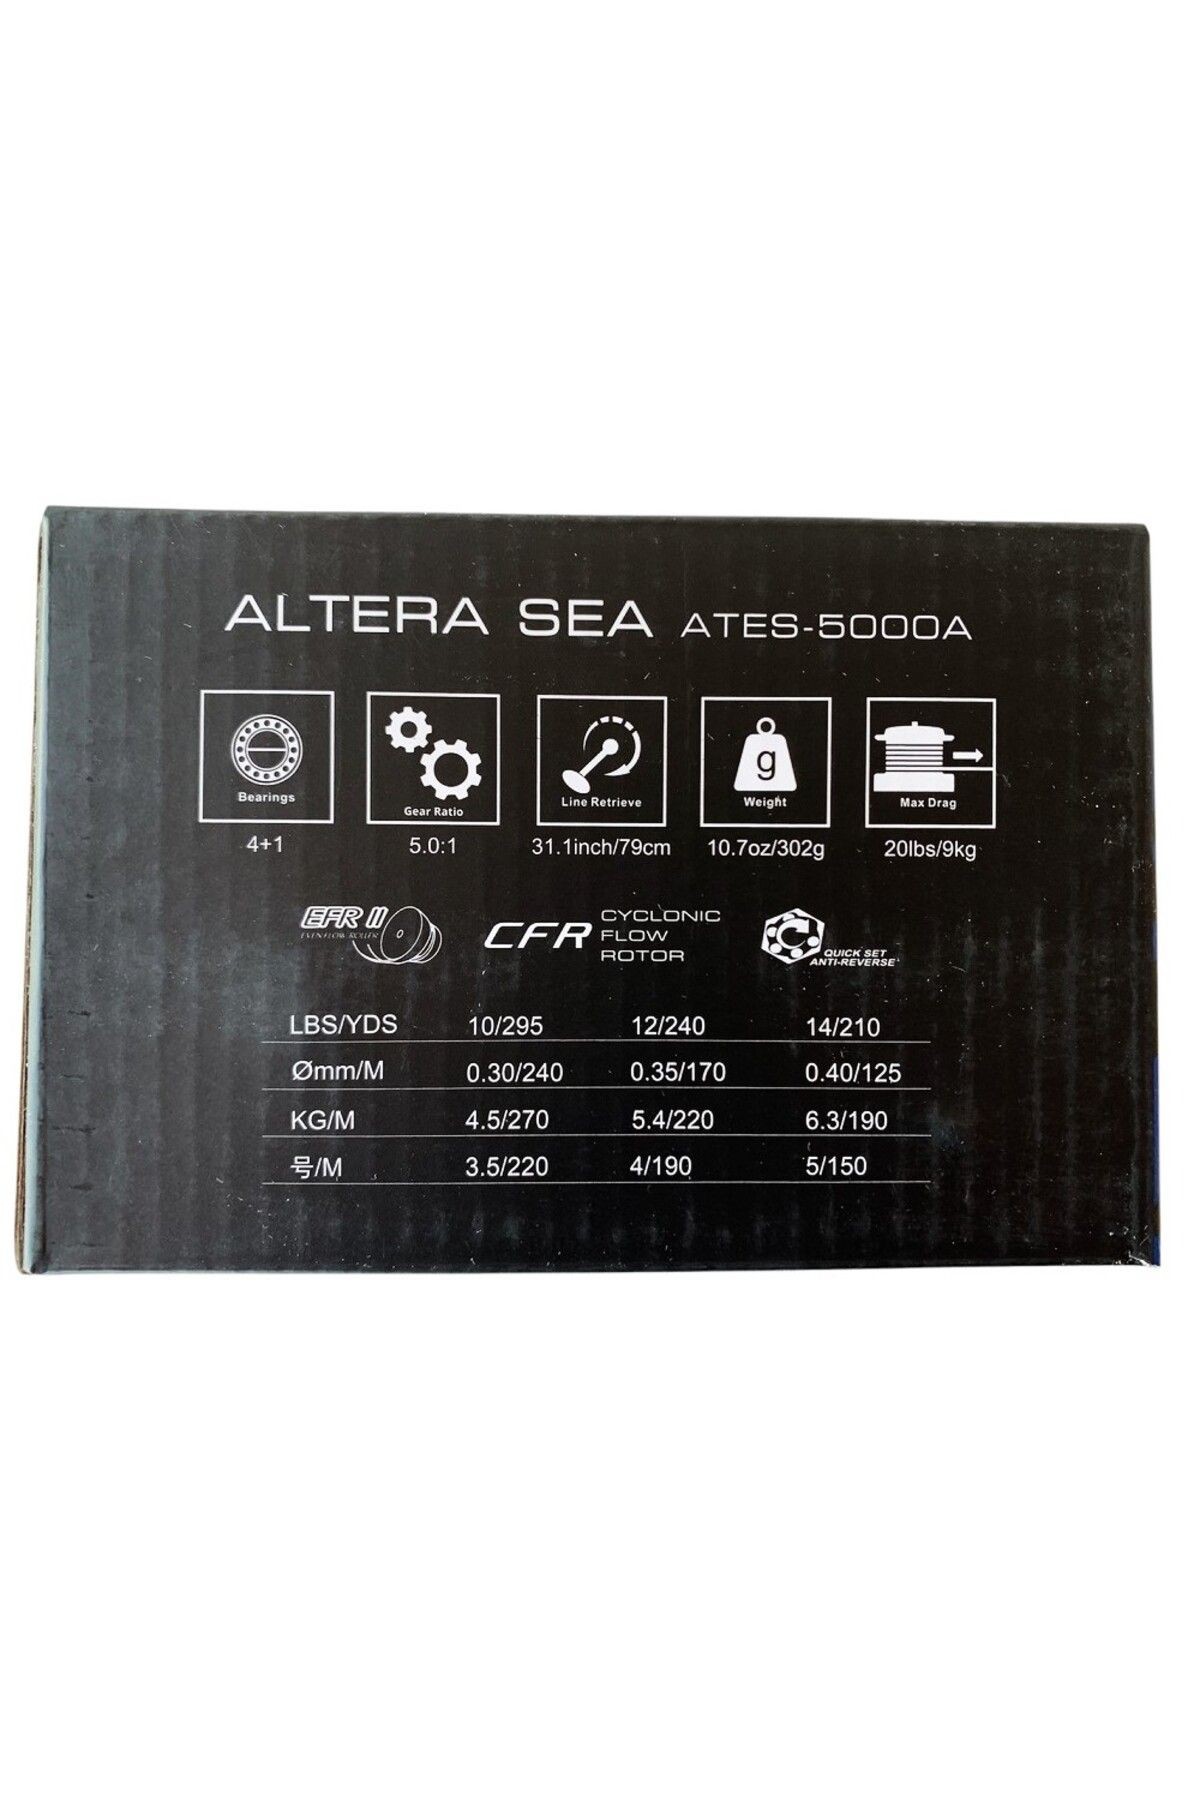 ALTERA SEA ATES-5000A
g
Bearings Gear Ratio Line Retrieve Weight Max Drag
4+1 5.0:1 31.1inch/79cm 10.7oz/302g 20lbs/9kg
EFR II
EVEN FLOW ROLLER
CFR
CYCLONIC
FLOW
ROTOR
QUICK SET
ANTI-REVERSE
LBS/YDS 10/295 12/240 14/210
Ømm/M 0.30/240 0.35/170 0.40/125
KG/M 4.5/270 5.4/220 6.3/190
号/M 3.5/220 4/190 5/150